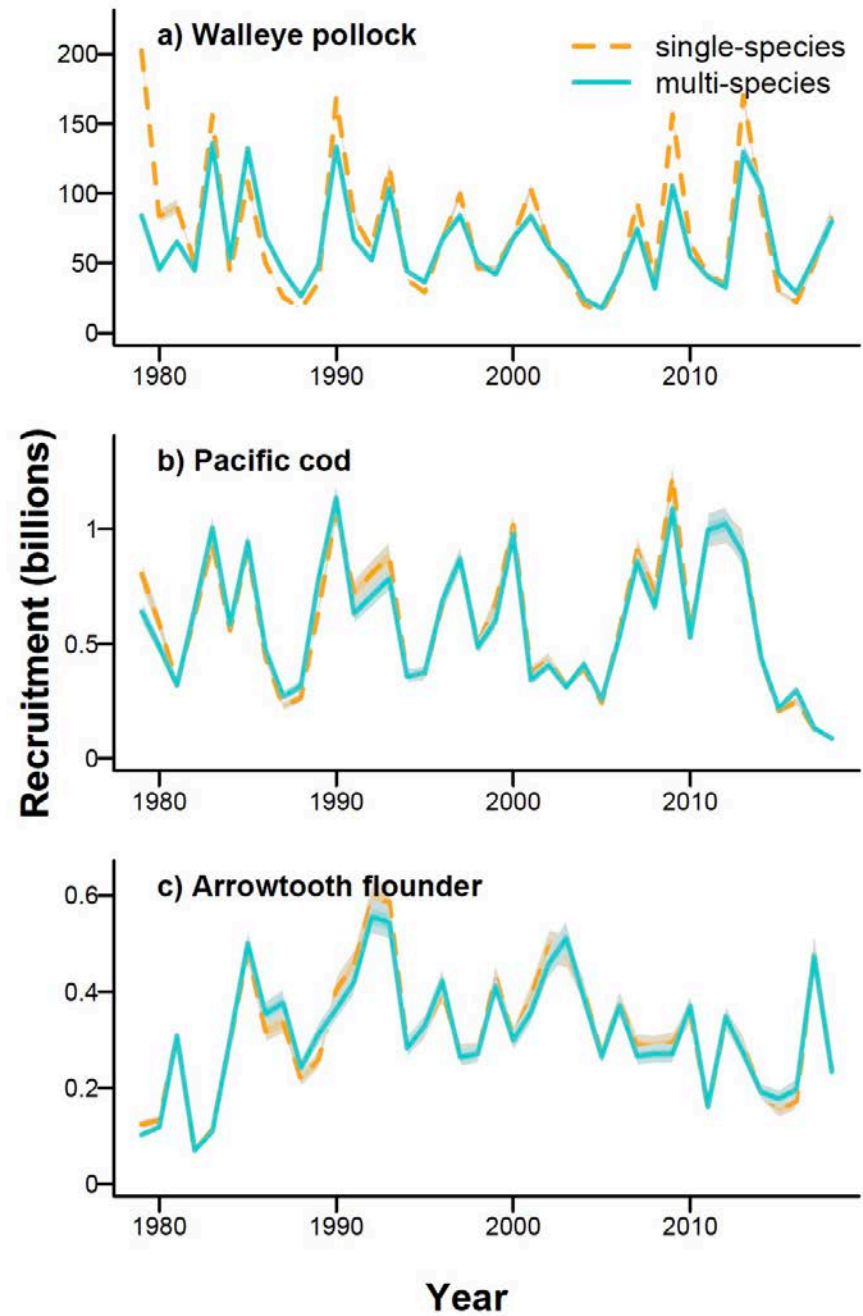 a) Walleye pollock
single-species
multi-species
200
150
100
50
0
1980 1990 2000 2010
b) Pacific cod
1
0.5
0
1980 1990 2000 2010
c) Arrowtooth flounder
0.6
0.4
0.2
0
1980 1990 2000 2010
Recruitment (billions)
Year